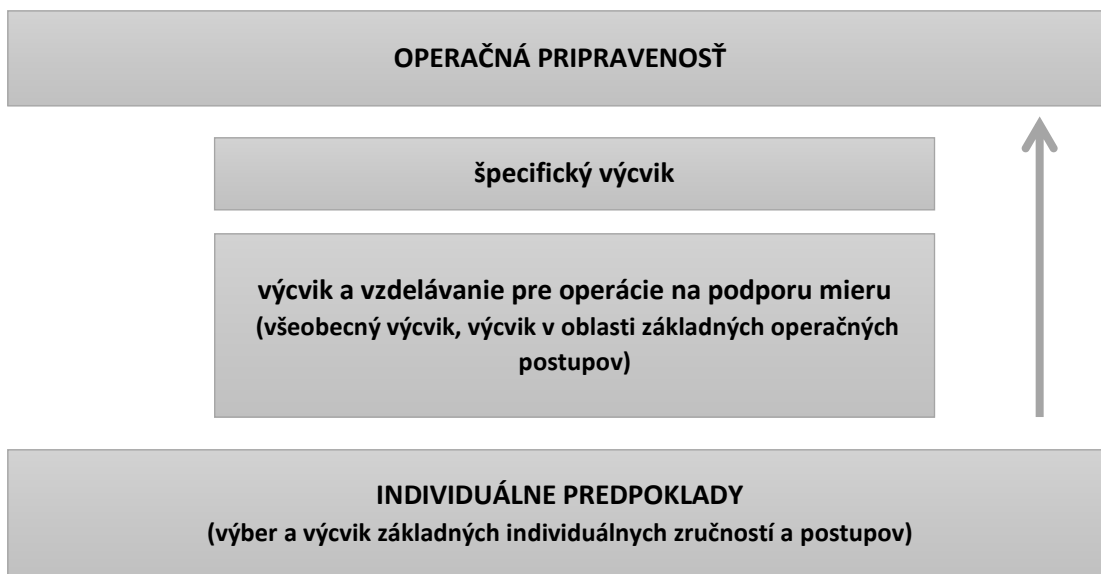 OPERAČNÁ PRIPRAVENOSŤ
špecifický výcvik
výcvik a vzdelávanie pre operácie na podporu mieru
(všeobecný výcvik, výcvik v oblasti základných operačných
postupov)
INDIVIDUÁLNE PREDPOKLADY
(výber a výcvik základných individuálnych zručností a postupov)